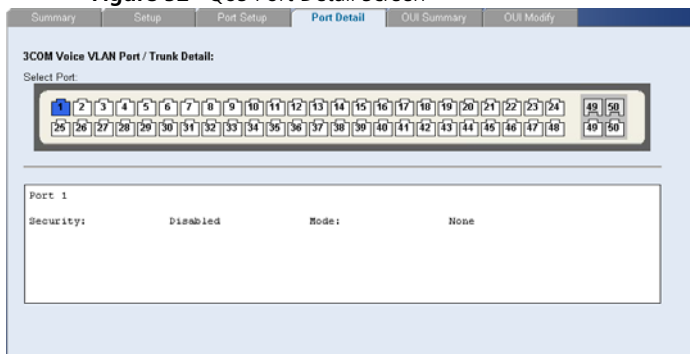 Summary Setup Port Setup Port Detail OUI Summary OUI Modify
3COM Voice VLAN Port / Trunk Detail:
Select Port:
1 2 3 4 5 6 7 8 9 10 11 12 13 14 15 16 17 18 19 20 21 22 23 24 49 50
25 26 27 28 29 30 31 32 33 34 35 36 37 38 39 40 41 42 43 44 45 46 47 48 49 50
Port 1
Security: Disabled Mode: None